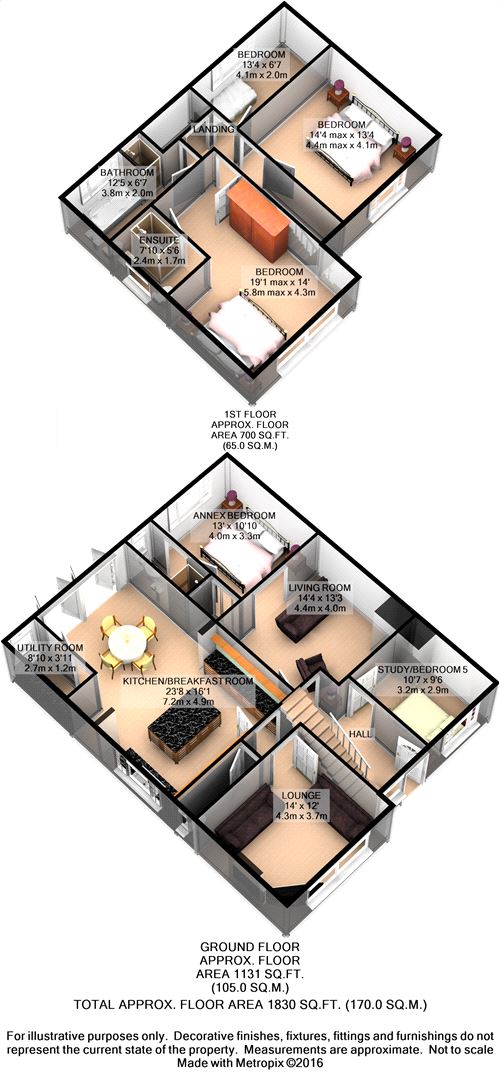 BEDROOM
13'4 x 6'7
4.1m x 2.0m
BEDROOM
14'4 max x 13'4
4.4m max x 4.1m
LANDING
BATHROOM
12'5 x 6'7
3.8m x 2.0m
ENSUITE
7'10 x 5'6
2.4m x 1.7m
BEDROOM
19'1 max x 14'
5.8m max x 4.3m
1ST FLOOR
APPROX. FLOOR
AREA 700 SQ.FT.
(65.0 SQ.M.)
ANNEX BEDROOM
13' x 10'10
4.0m x 3.3m
LIVING ROOM
14'4 x 13'3
4.4m x 4.0m
UTILITY ROOM
8'10 x 3'11
2.7m x 1.2m
KITCHEN/BREAKFAST ROOM
23'8 x 16'1
7.2m x 4.9m
STUDY/BEDROOM 5
10'7 x 9'6
3.2m x 2.9m
HALL
LOUNGE
14' x 12'
4.3m x 3.7m
GROUND FLOOR
APPROX. FLOOR
AREA 1131 SQ.FT.
(105.0 SQ.M.)
TOTAL APPROX. FLOOR AREA 1830 SQ.FT. (170.0 SQ.M.)
For illustrative purposes only. Decorative finishes, fixtures, fittings and furnishings do not
represent the current state of the property. Measurements are approximate. Not to scale
Made with Metropix ©2016